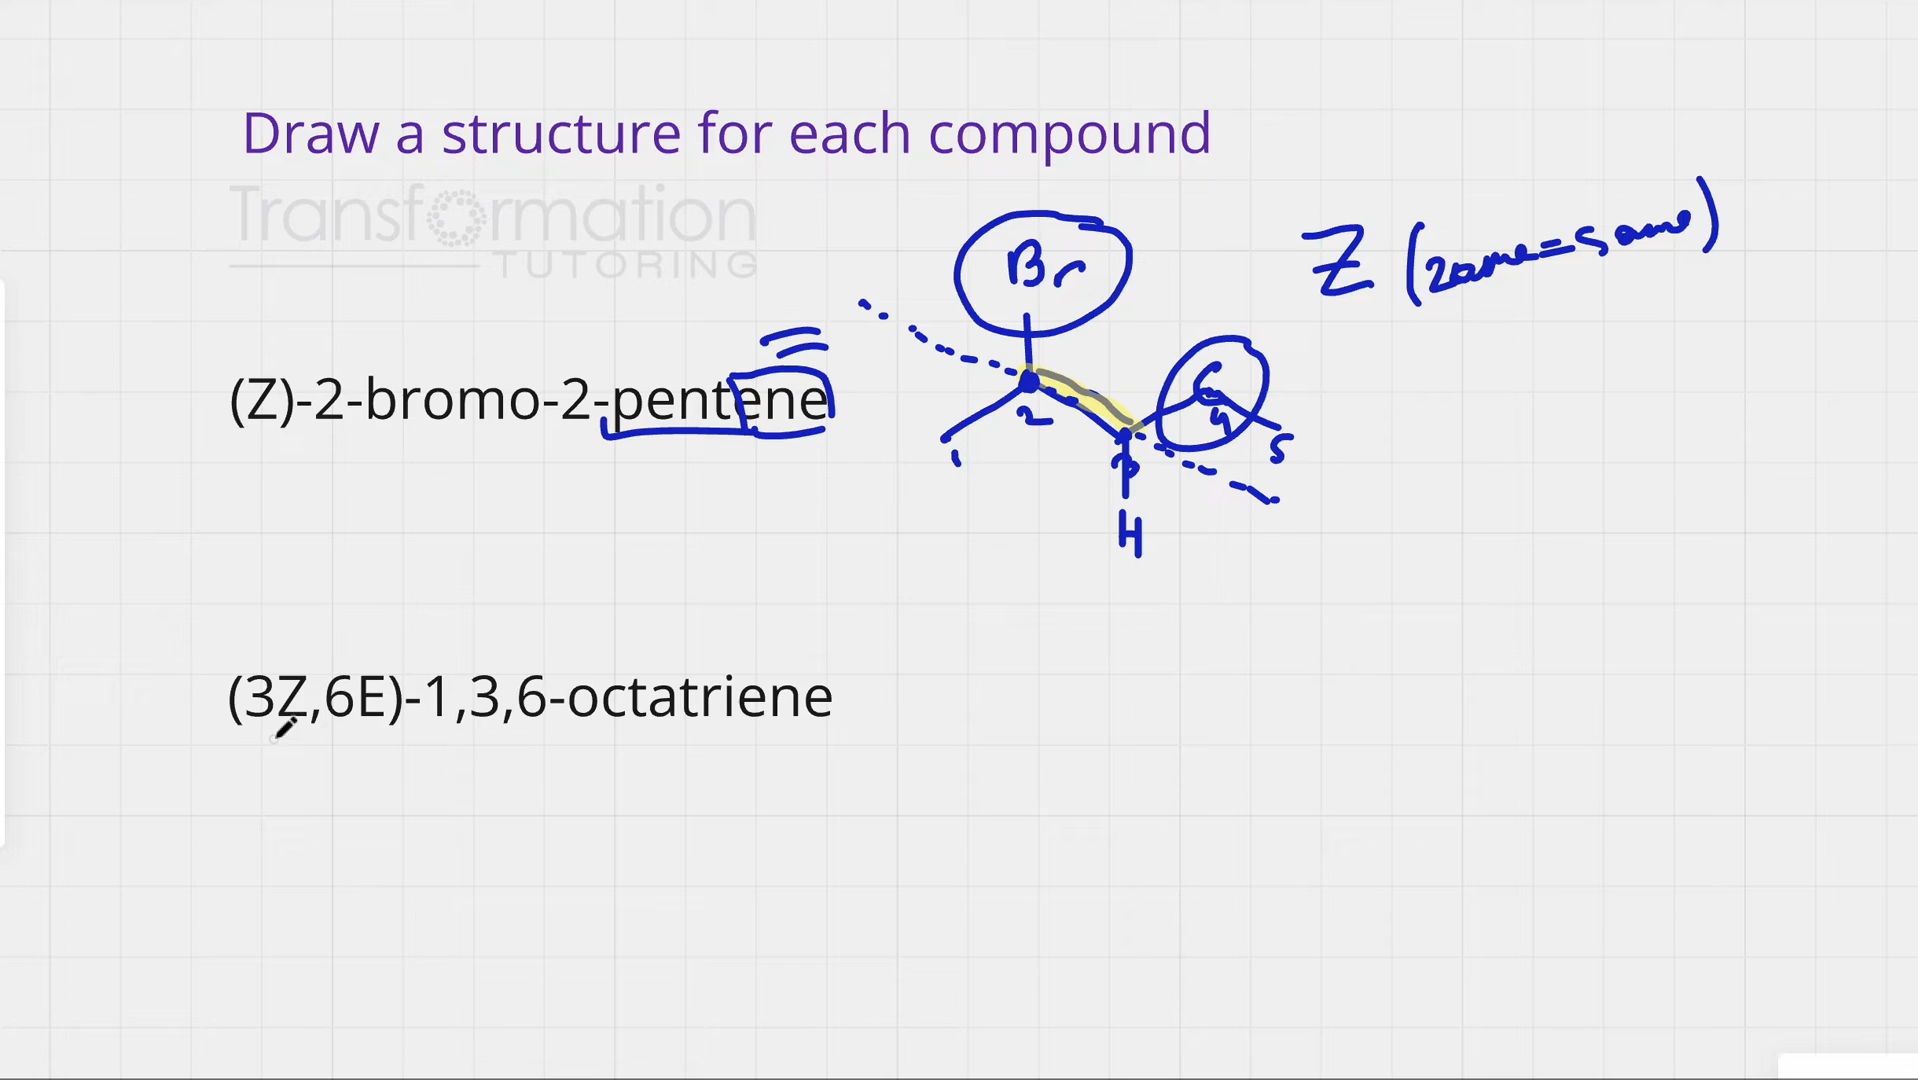 Draw a structure for each compound
Transformation
TUTORING
Br
Z (zame = same)
(Z)-2-bromo-2-pentene
C
1
2
3
4
5
H
(3Z,6E)-1,3,6-octatriene